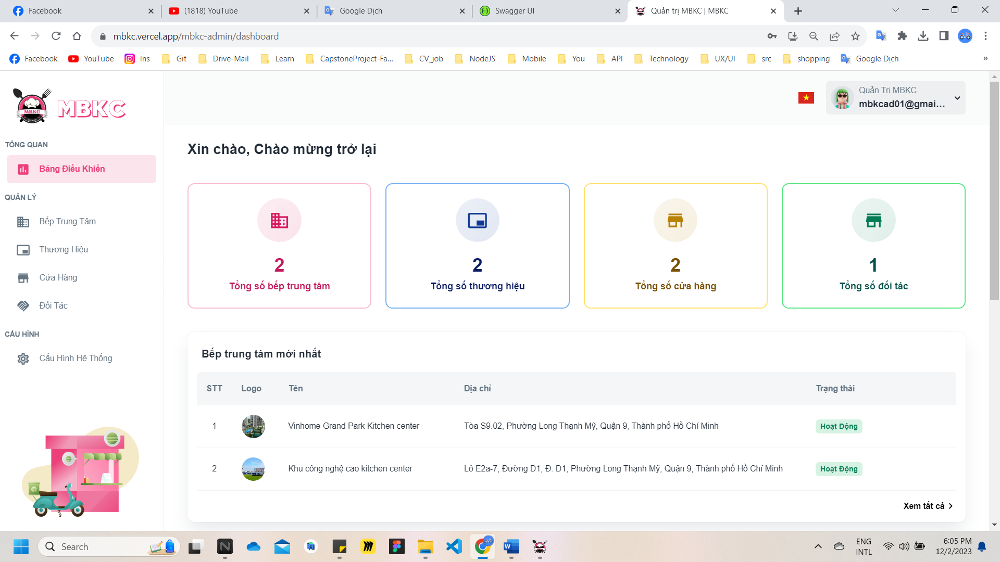 Facebook
(1818) YouTube
Google Dịch
Swagger UI
Quản trị MBKC | MBKC
mbkc.vercel.app/mbkc-admin/dashboard
Facebook
YouTube
Ins
Git
Drive-Mail
Learn
CapstoneProject-Fa...
CV_job
NodeJS
Mobile
You
API
Technology
UX/UI
src
shopping
Google Dịch
»
MBKC
MBKC
Quản Trị MBKC
mbkcad01@gmai...
TỔNG QUAN
Bảng Điều Khiển
QUẢN LÝ
Bếp Trung Tâm
Thương Hiệu
Cửa Hàng
Đối Tác
CẤU HÌNH
Cấu Hình Hệ Thống
Xin chào, Chào mừng trở lại
2
Tổng số bếp trung tâm
2
Tổng số thương hiệu
2
Tổng số cửa hàng
1
Tổng số đối tác
Bếp trung tâm mới nhất
STT Logo Tên Địa chỉ Trạng thái
1 Vinhome Grand Park Kitchen center Tòa S9.02, Phường Long Thạnh Mỹ, Quận 9, Thành phố Hồ Chí Minh Hoạt Động
2 Khu công nghệ cao kitchen center Lô E2a-7, Đường D1, Đ. D1, Phường Long Thạnh Mỹ, Quận 9, Thành phố Hồ Chí Minh Hoạt Động
Xem tất cả
Search
ENG
INTL
6:05 PM
12/2/2023